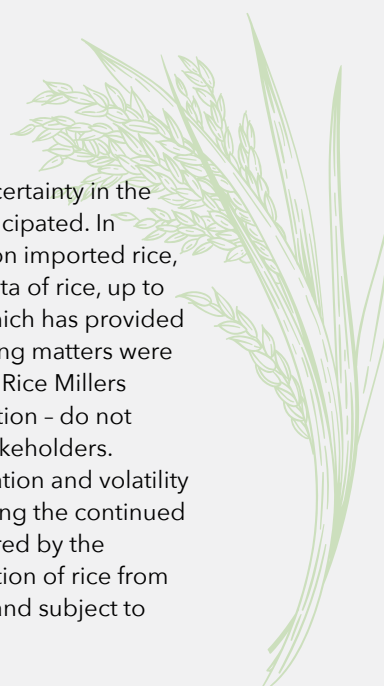 certainty in the
cipated. In
on imported rice,
ta of rice, up to
hich has provided
ng matters were
Rice Millers
tion – do not
keholders.
ation and volatility
ng the continued
red by the
tion of rice from
and subject to